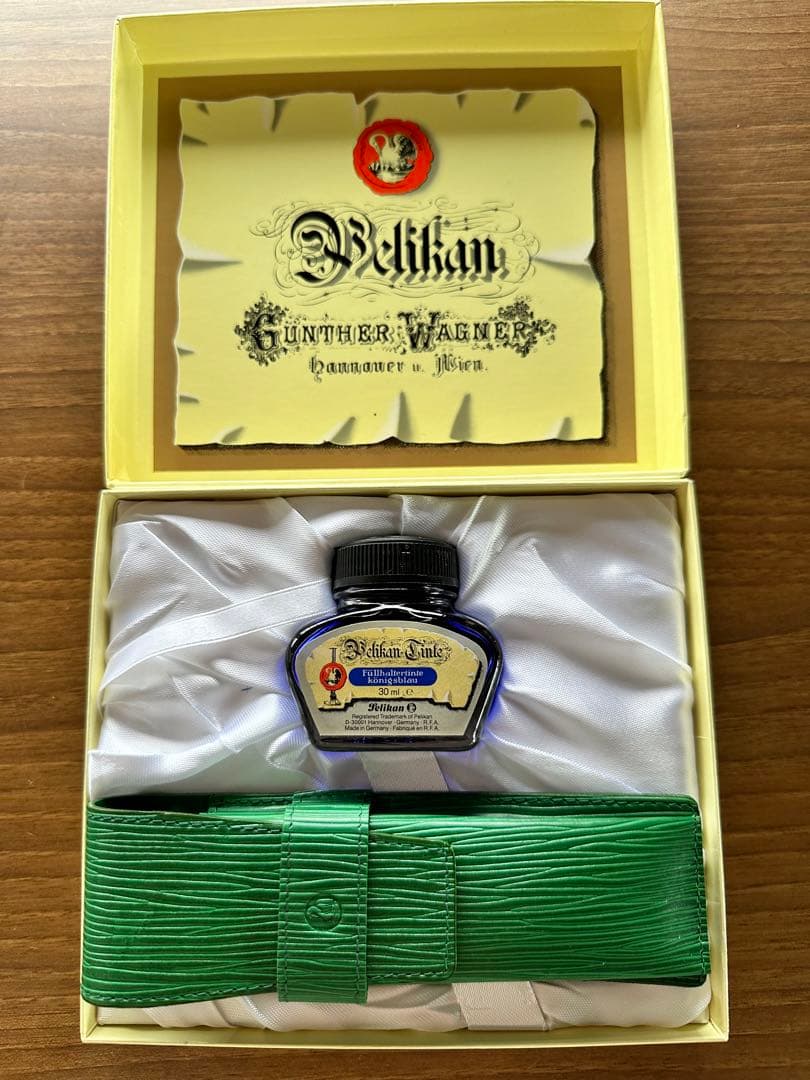 Pelikan
GÜNTHER WAGNER
Hannover u. Wien.
Pelikan-Tinte
Füllhaltertinte
königsblau
30 ml e
Pelikan
Registered Trademark of Pelikan
D-30001 Hannover · Germany · R.F.A.
Made in Germany · Fabriqué en R.F.A.